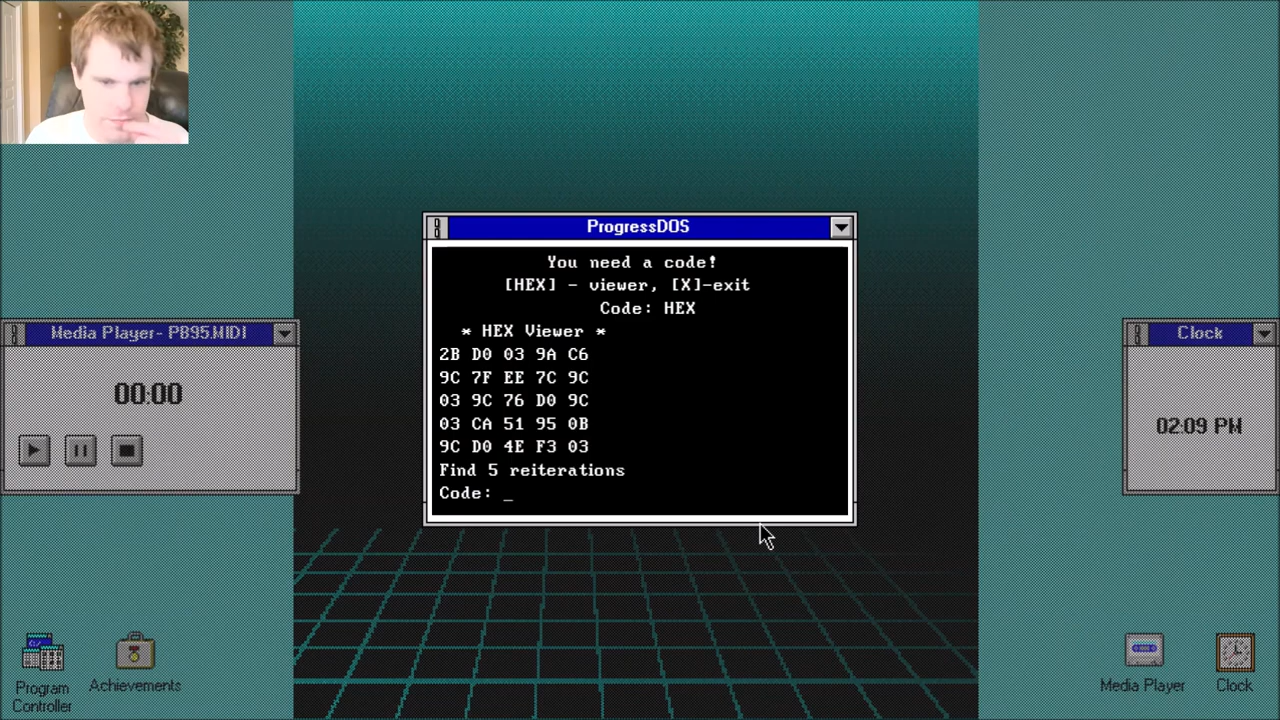 ProgressDOS
You need a code!
[HEX] - viewer, [X]-exit
Code: HEX
* HEX Viewer *
2B D0 03 9A C6
9C 7F EE 7C 9C
03 9C 76 D0 9C
03 CA 51 95 0B
9C D0 4E F3 03
Find 5 reiterations
Code: _
Media Player- PB95.MIDI
00:00
Clock
02:09 PM
Program
Controller
Achievements
Media Player
Clock